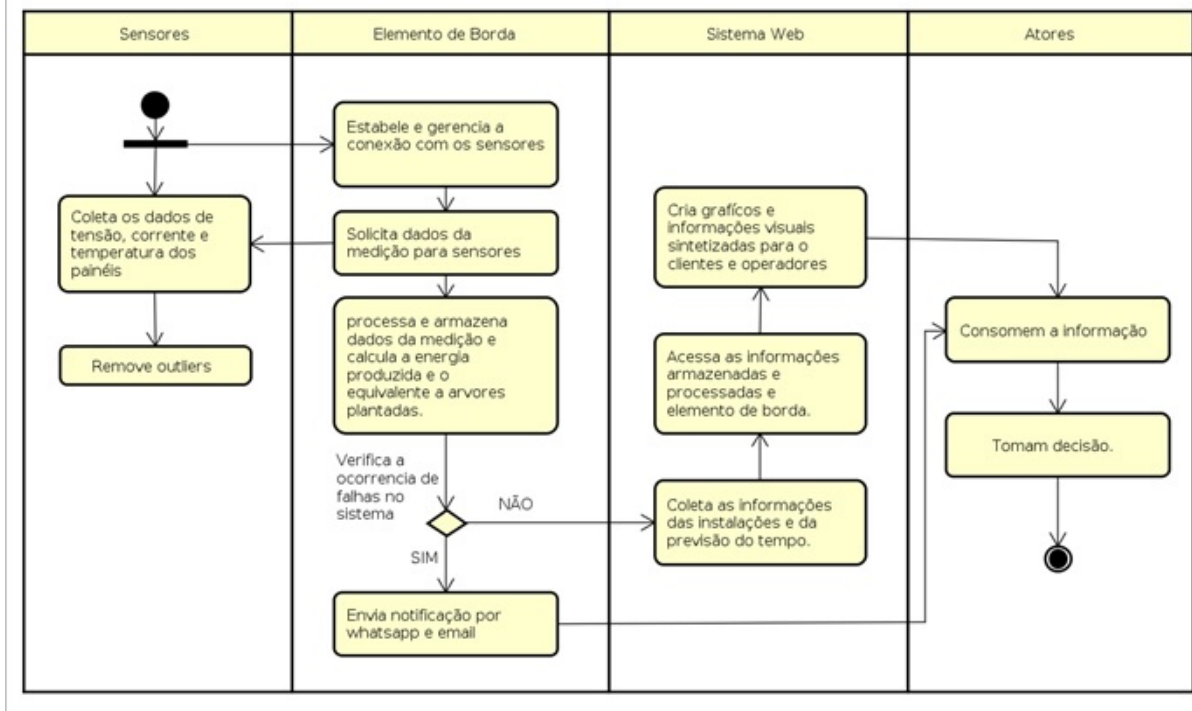 Sensores
Elemento de Borda
Sistema Web
Atores
Estabele e gerencia a
conexão com os sensores
Coleta os dados de
tensão, corrente e
temperatura dos
painéis
Solicita dados da
medição para sensores
Remove outliers
processa e armazena
dados da medição e
calcula a energia
produzida e o
equivalente a arvores
plantadas.
Verifica a
ocorrencia de
falhas no
sistema
NÃO
SIM
Envia notificação por
whatsapp e email
Cria grafícos e
informações visuais
sintetizadas para o
clientes e operadores
Acessa as informações
armazenadas e
processadas e
elemento de borda.
Coleta as informações
das instalações e da
previsão do tempo.
Consomem a informação
Tomam decisão.